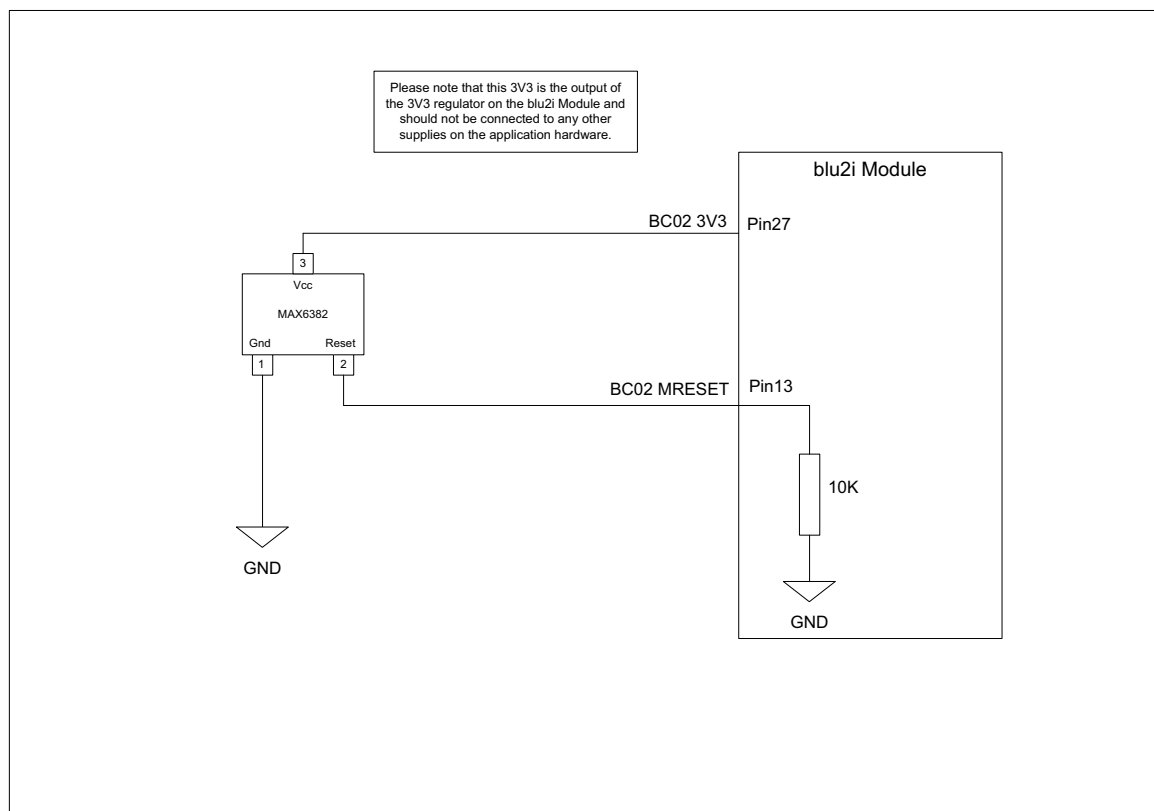 Please note that this 3V3 is the output of
the 3V3 regulator on the blu2i Module and
should not be connected to any other
supplies on the application hardware.
blu2i Module
BC02 3V3
Pin27
3
Vcc
MAX6382
Gnd
Reset
1
2
BC02 MRESET
Pin13
10K
GND
GND